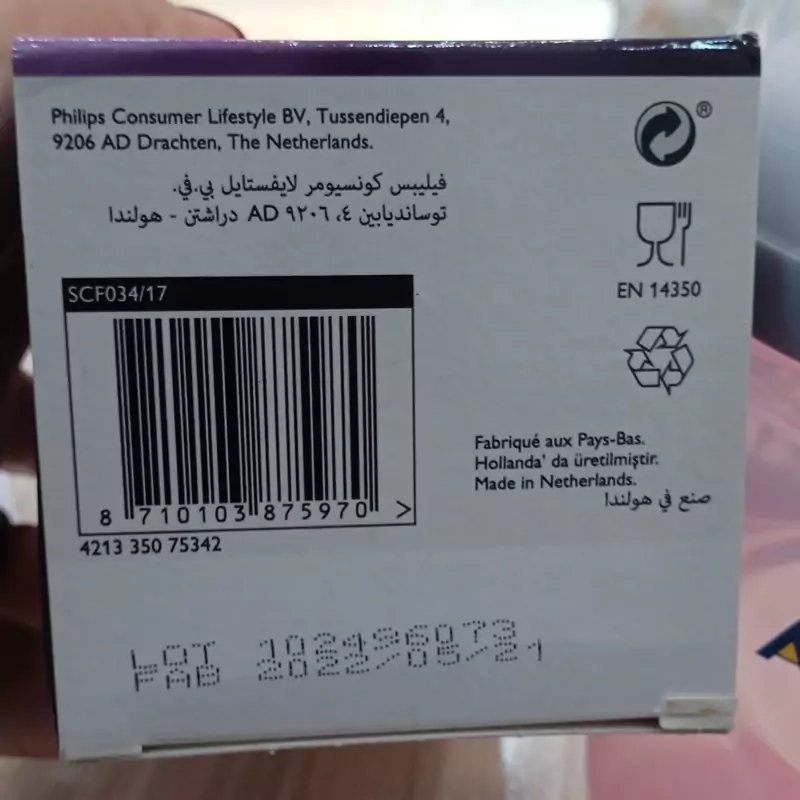 Philips Consumer Lifestyle BV, Tussendiepen 4,
9206 AD Drachten, The Netherlands.
فيليبس كونسيومر لايفستايل بي.في.
توساندیابین ٤، ٩٢٠٦ AD دراشتن - هولندا
®
EN 14350
SCF034/17
8 710103 875970 >
4213 350 75342
Fabriqué aux Pays-Bas.
Hollanda' da üretilmiştir.
Made in Netherlands.
صنع في هولندا
LOT 102496073
FAB 2022/05/21